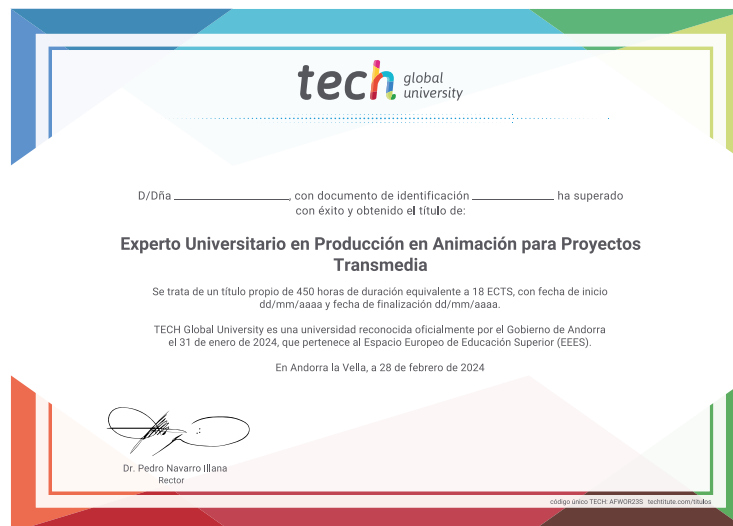 tech global university
D/Dña ______________, con documento de identificación ______________ ha superado
con éxito y obtenido el título de:
Experto Universitario en Producción en Animación para Proyectos
Transmedia
Se trata de un título propio de 450 horas de duración equivalente a 18 ECTS, con fecha de inicio
dd/mm/aaaa y fecha de finalización dd/mm/aaaa.
TECH Global University es una universidad reconocida oficialmente por el Gobierno de Andorra
el 31 de enero de 2024, que pertenece al Espacio Europeo de Educación Superior (EEES).
En Andorra la Vella, a 28 de febrero de 2024
Dr. Pedro Navarro Illana
Rector
código único TECH: AFWOR23S techtitute.com/titulos